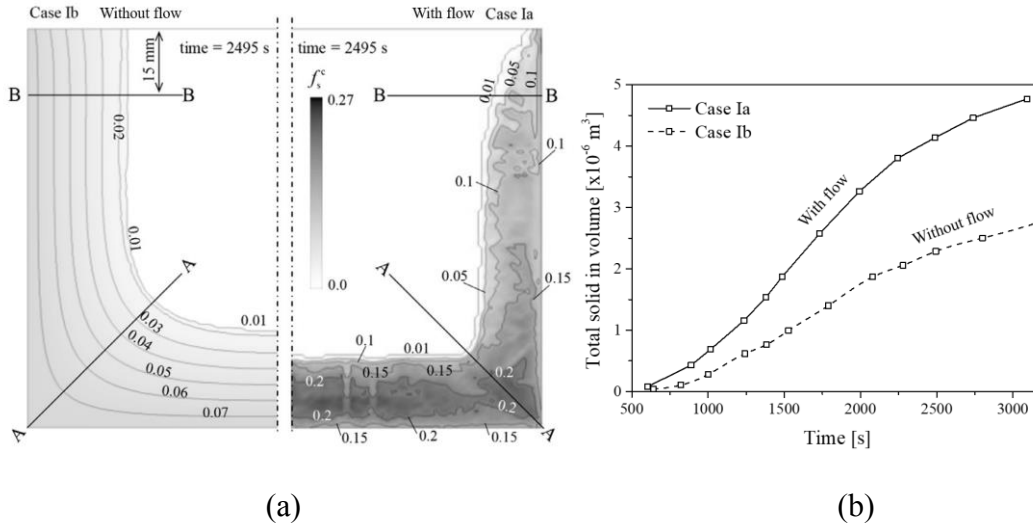 Case Ib Without flow
time = 2495 s
15 mm
B B
0.02
0.01
A
0.01
0.03
0.04
0.05
0.06
0.07
A
With flow Case Ia
time = 2495 s
f_s^c
0.27
0.0
0.01
0.05
0.1
B B
0.1
0.1
A
0.05
0.15
0.1
0.01
0.15
0.15
0.2
0.2
0.2
0.2
0.15
0.2
0.15
A
(a)
Total solid in volume [x10⁻⁶ m³]
5
4
3
2
1
0
Case Ia
Case Ib
With flow
Without flow
500 1000 1500 2000 2500 3000
Time [s]
(b)